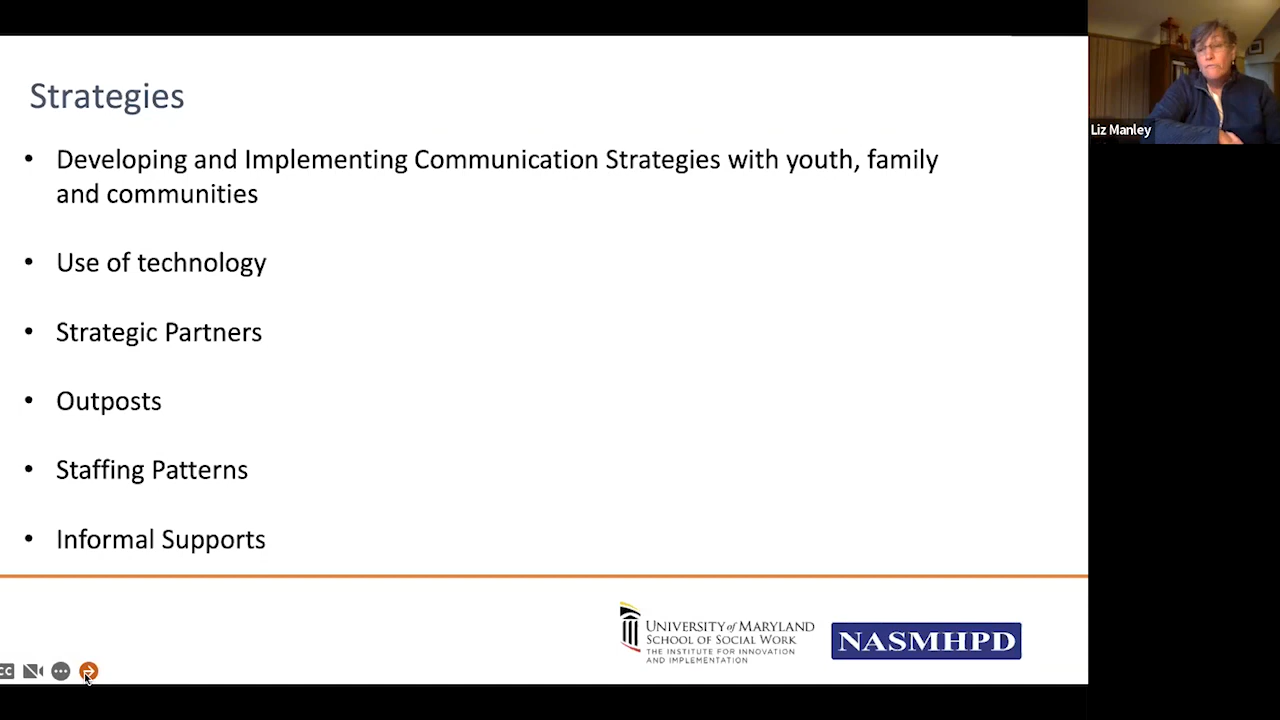 Strategies
• Developing and Implementing Communication Strategies with youth, family
and communities
• Use of technology
• Strategic Partners
• Outposts
• Staffing Patterns
• Informal Supports
UNIVERSITY of MARYLAND
SCHOOL OF SOCIAL WORK
THE INSTITUTE FOR INNOVATION
AND IMPLEMENTATION
NASMHPD
CC
Liz Manley